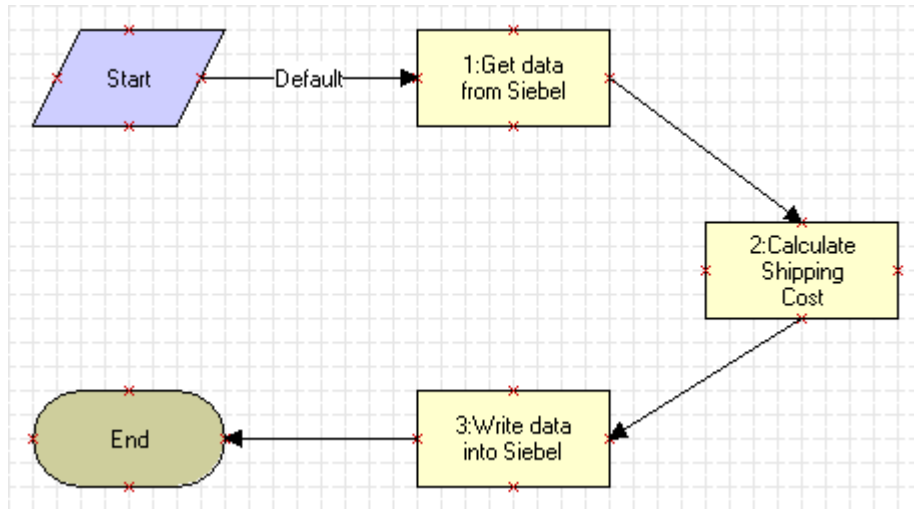 Start
Default
1:Get data
from Siebel
2:Calculate
Shipping
Cost
3:Write data
into Siebel
End